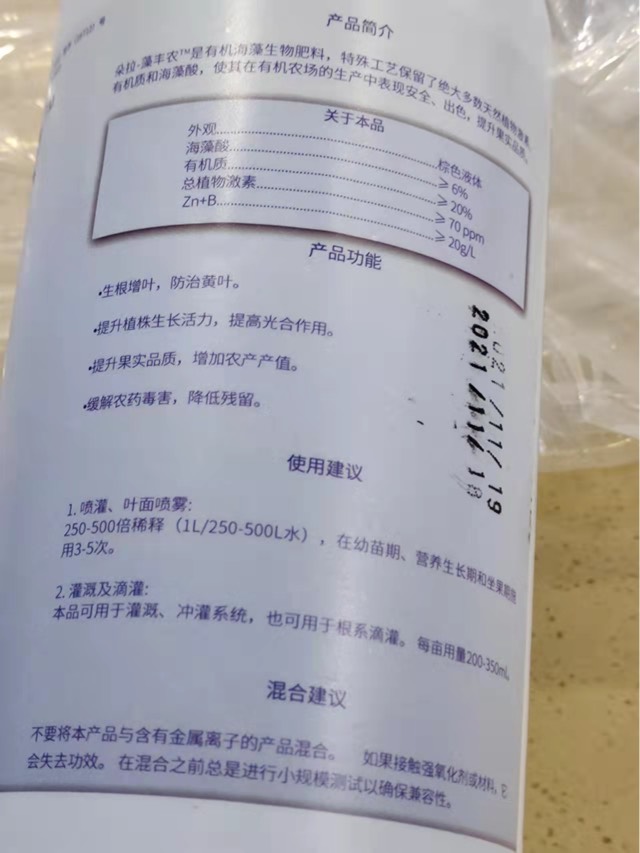 产品简介
朵拉-藻丰农™是有机海藻生物肥料，特殊工艺保留了绝大多数天然植物激素
有机质和海藻酸，使其在有机农场的生产中表现安全、出色，提升果实品质。
关于本品
外观........................棕色液体
海藻酸........................≥ 6%
有机质........................≥ 20%
总植物激素........................≥ 70 ppm
Zn+B........................≥ 20g/L
产品功能
•生根增叶，防治黄叶。
•提升植株生长活力，提高光合作用。
•提升果实品质，增加农产产值。
•缓解农药毒害，降低残留。
2021/11/19
使用建议
1. 喷灌、叶面喷雾:
250-500倍稀释（1L/250-500L水），在幼苗期、营养生长期和坐果期施
用3-5次。
2. 灌溉及滴灌:
本品可用于灌溉、冲灌系统，也可用于根系滴灌。每亩用量200-350mL
混合建议
不要将本产品与含有金属离子的产品混合。 如果接触强氧化剂或材料，
会失去功效。在混合之前总是进行小规模测试以确保兼容性。